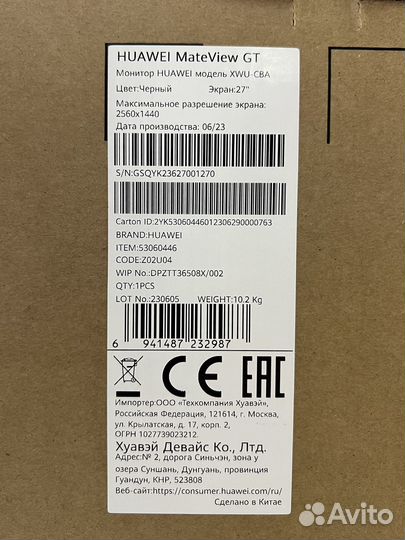 HUAWEI MateView GT
Монитор HUAWEI модель XWU-CBA
Цвет:Черный Экран:27"
Максимальное разрешение экрана:
2560x1440
Дата производства: 06/23
S/N:GSQYK23627001270
Carton ID:2YK53060446012306290000763
BRAND:HUAWEI
ITEM:53060446
CODE:Z02U04
WIP No.:DPZTT36508X/002
QTY:1PCS
LOT No.:230605 WEIGHT:10.2 Kg
6 941487 232987
CE EAC
Импортер:ООО «Техкомпания Хуавэй»,
Российская Федерация, 121614, г. Москва,
ул. Крылатская, д. 17, корп. 2,
ОГРН 1027739023212.
Хуавэй Девайс Ко., Лтд.
Адрес:№ 2, дорога Синьчэн, зона у
озера Суншань, Дунгуань, провинция
Гуандун, КНР, 523808
Веб-сайт:https://consumer.huawei.com/ru/
Сделано в Китае
Avito